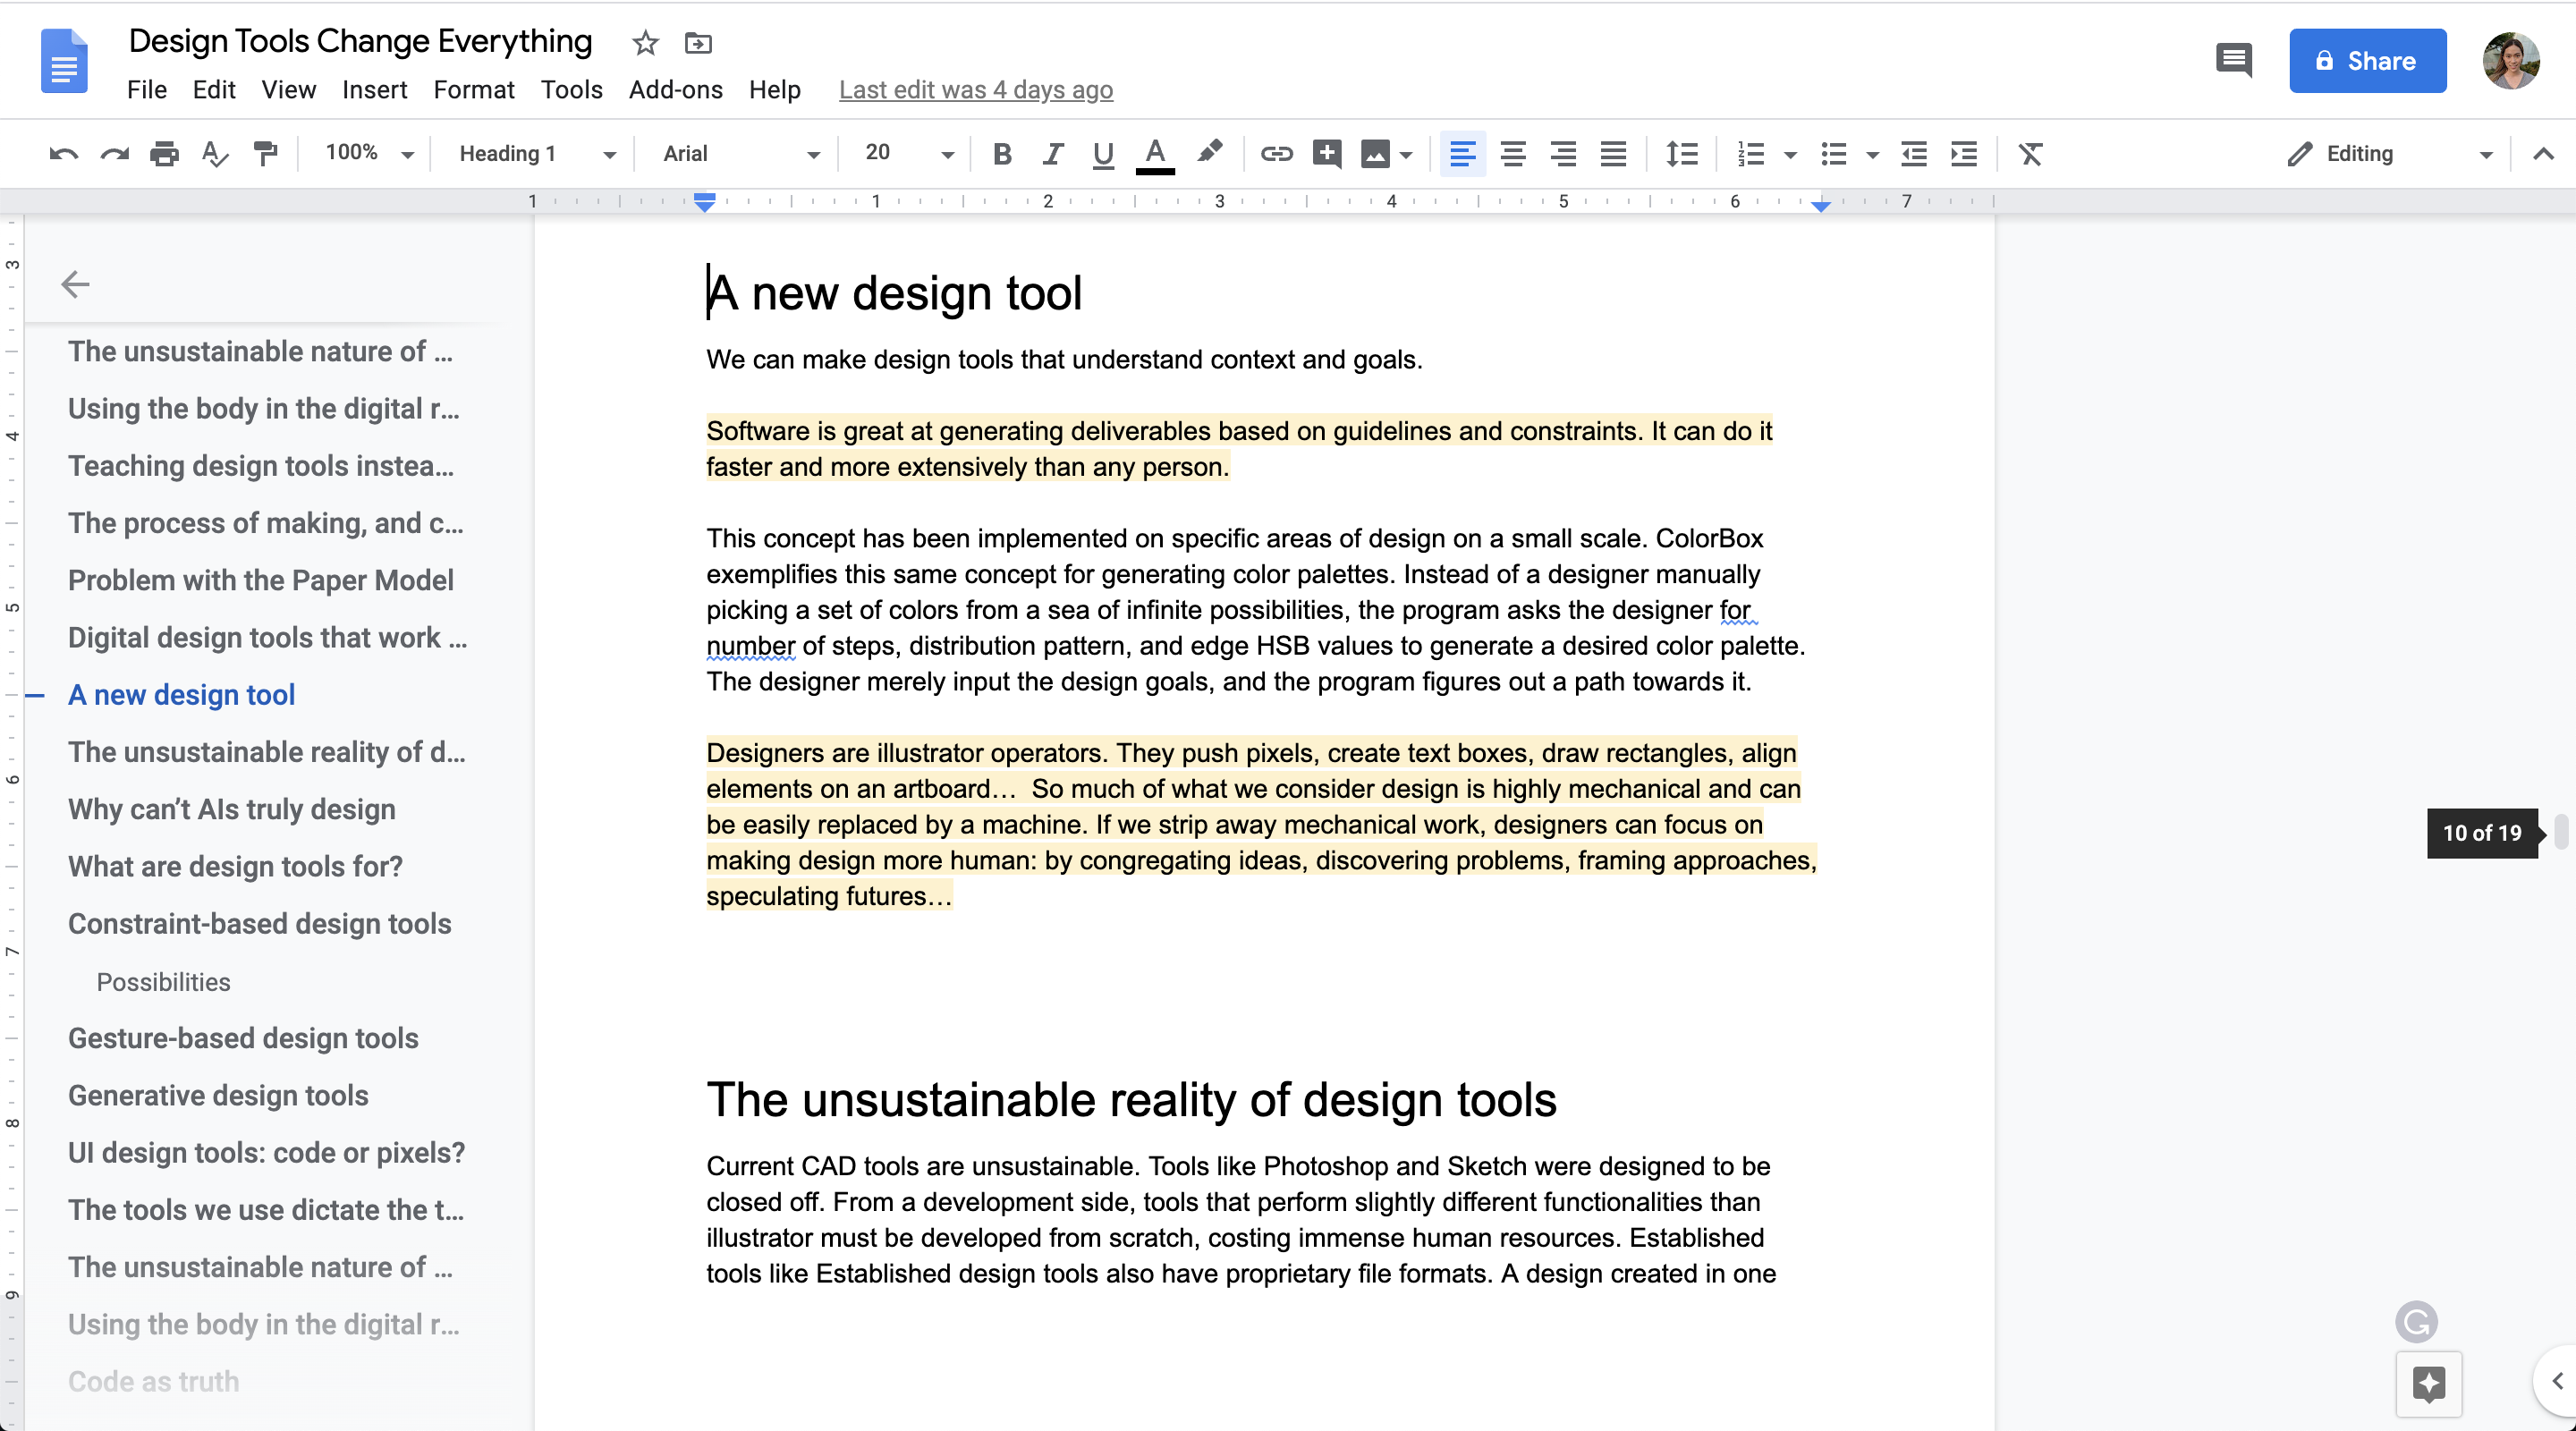 Design Tools Change Everything
File Edit View Insert Format Tools Add-ons Help Last edit was 4 days ago
Share
100% Heading 1 Arial 20 Editing
1 1 2 3 4 5 6 7
3
4
5
6
7
8
9
The unsustainable nature of ...
Using the body in the digital r...
Teaching design tools instea...
The process of making, and c...
Problem with the Paper Model
Digital design tools that work ...
A new design tool
The unsustainable reality of d...
Why can’t AIs truly design
What are design tools for?
Constraint-based design tools
Possibilities
Gesture-based design tools
Generative design tools
UI design tools: code or pixels?
The tools we use dictate the t...
The unsustainable nature of ...
Using the body in the digital r...
Code as truth
A new design tool
We can make design tools that understand context and goals.
Software is great at generating deliverables based on guidelines and constraints. It can do it
faster and more extensively than any person.
This concept has been implemented on specific areas of design on a small scale. ColorBox
exemplifies this same concept for generating color palettes. Instead of a designer manually
picking a set of colors from a sea of infinite possibilities, the program asks the designer for
number of steps, distribution pattern, and edge HSB values to generate a desired color palette.
The designer merely input the design goals, and the program figures out a path towards it.
Designers are illustrator operators. They push pixels, create text boxes, draw rectangles, align
elements on an artboard…  So much of what we consider design is highly mechanical and can
be easily replaced by a machine. If we strip away mechanical work, designers can focus on
making design more human: by congregating ideas, discovering problems, framing approaches,
speculating futures…
The unsustainable reality of design tools
Current CAD tools are unsustainable. Tools like Photoshop and Sketch were designed to be
closed off. From a development side, tools that perform slightly different functionalities than
illustrator must be developed from scratch, costing immense human resources. Established
tools like Established design tools also have proprietary file formats. A design created in one
10 of 19